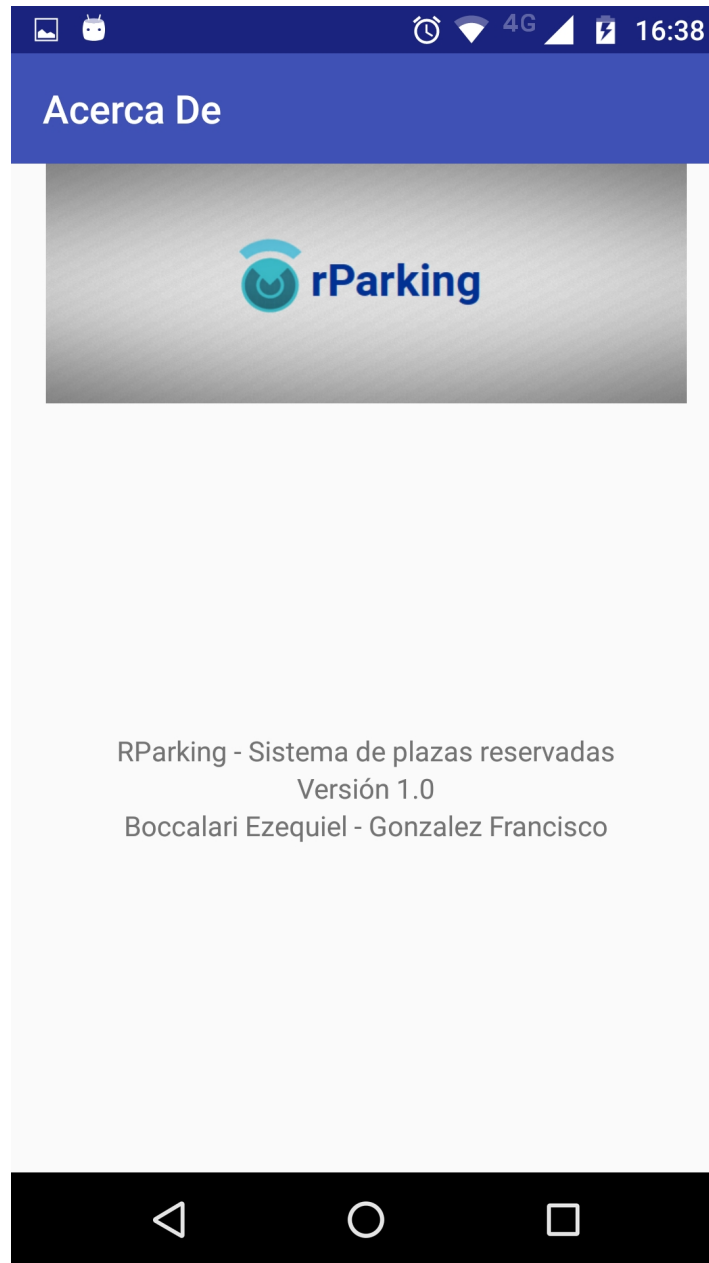 4G 16:38
Acerca De
rParking
RParking - Sistema de plazas reservadas
Versión 1.0
Boccalari Ezequiel - Gonzalez Francisco